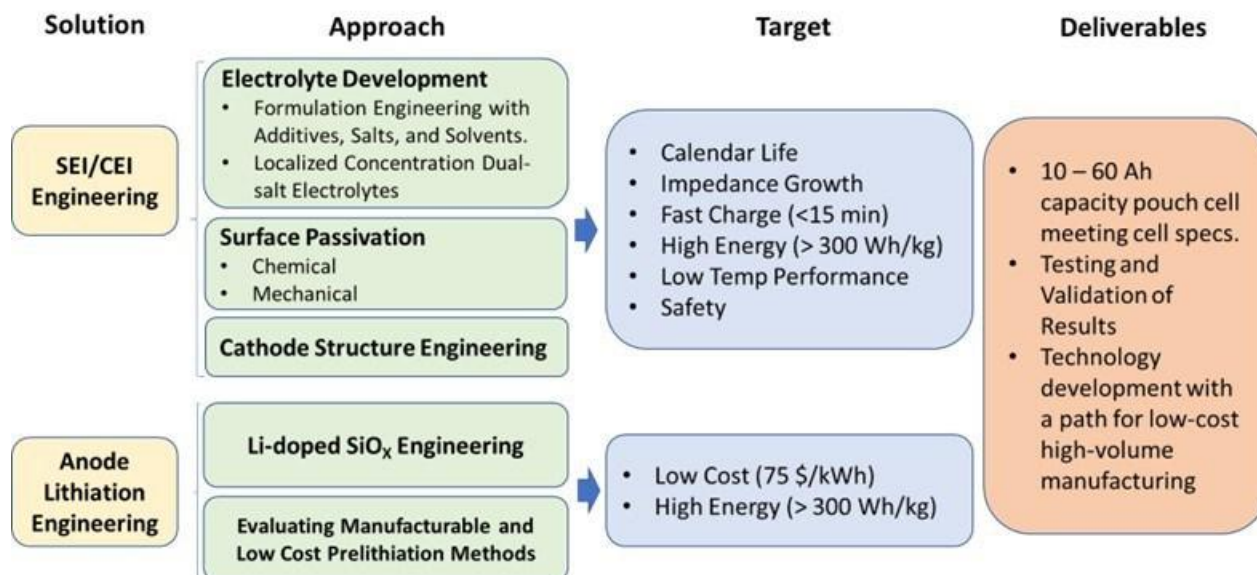 Solution
Approach
Target
Deliverables
SEI/CEI
Engineering
Electrolyte Development
• Formulation Engineering with
Additives, Salts, and Solvents.
• Localized Concentration Dual-
salt Electrolytes
Surface Passivation
• Chemical
• Mechanical
Cathode Structure Engineering
• Calendar Life
• Impedance Growth
• Fast Charge (<15 min)
• High Energy (> 300 Wh/kg)
• Low Temp Performance
• Safety
Anode
Lithiation
Engineering
Li-doped SiOX Engineering
Evaluating Manufacturable and
Low Cost Prelithiation Methods
• Low Cost (75 $/kWh)
• High Energy (> 300 Wh/kg)
• 10 – 60 Ah
capacity pouch cell
meeting cell specs.
• Testing and
Validation of
Results
• Technology
development with
a path for low-cost
high-volume
manufacturing